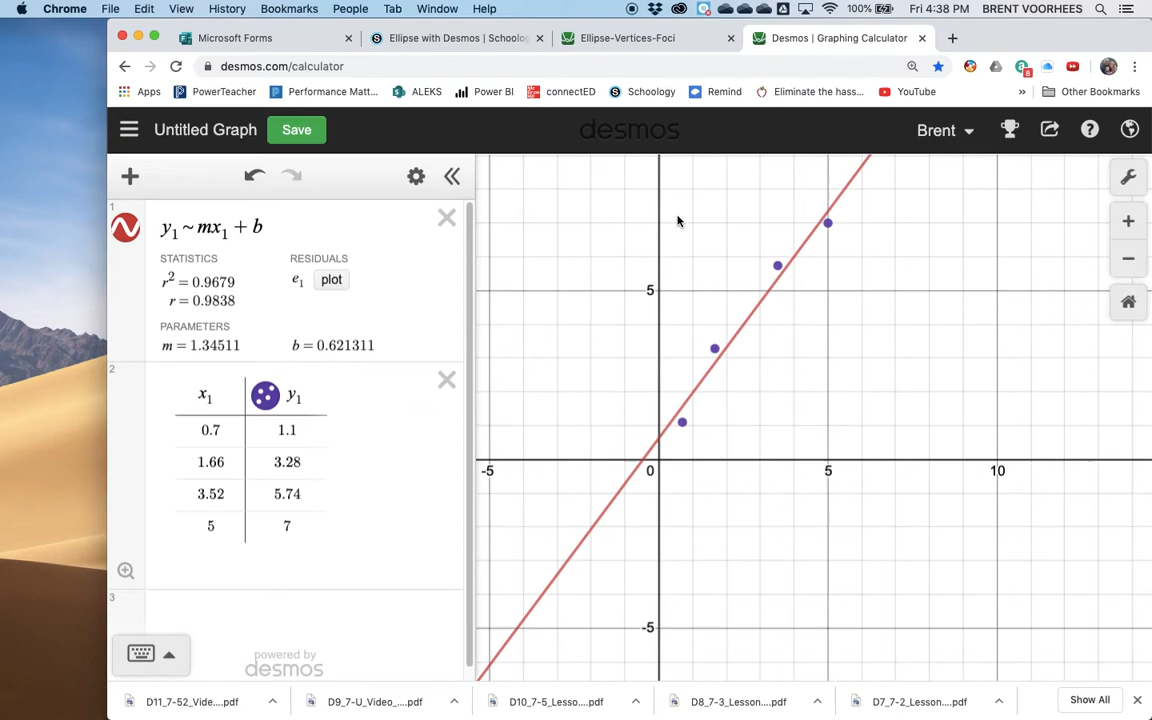 Chrome File Edit View History Bookmarks People Tab Window Help 100% Fri 4:38 PM BRENT VOORHEES
Microsoft Forms Ellipse with Desmos | Schoolog Ellipse-Vertices-Foci Desmos | Graphing Calculator
desmos.com/calculator
Apps PowerTeacher Performance Matt... ALEKS Power BI connectED Schoology Remind Eliminate the hass... YouTube » Other Bookmarks
Untitled Graph Save desmos Brent
1
y₁ ~ mx₁ + b
STATISTICS RESIDUALS
r² = 0.9679 e₁ plot
r = 0.9838
PARAMETERS
m = 1.34511 b = 0.621311
2
x₁ y₁
0.7 1.1
1.66 3.28
3.52 5.74
5 7
3
powered by
desmos
5
-5 0 5 10
-5
D11_7-52_Vide....pdf D9_7-U_Video_....pdf D10_7-5_Lesso....pdf D8_7-3_Lesson....pdf D7_7-2_Lesson....pdf Show All